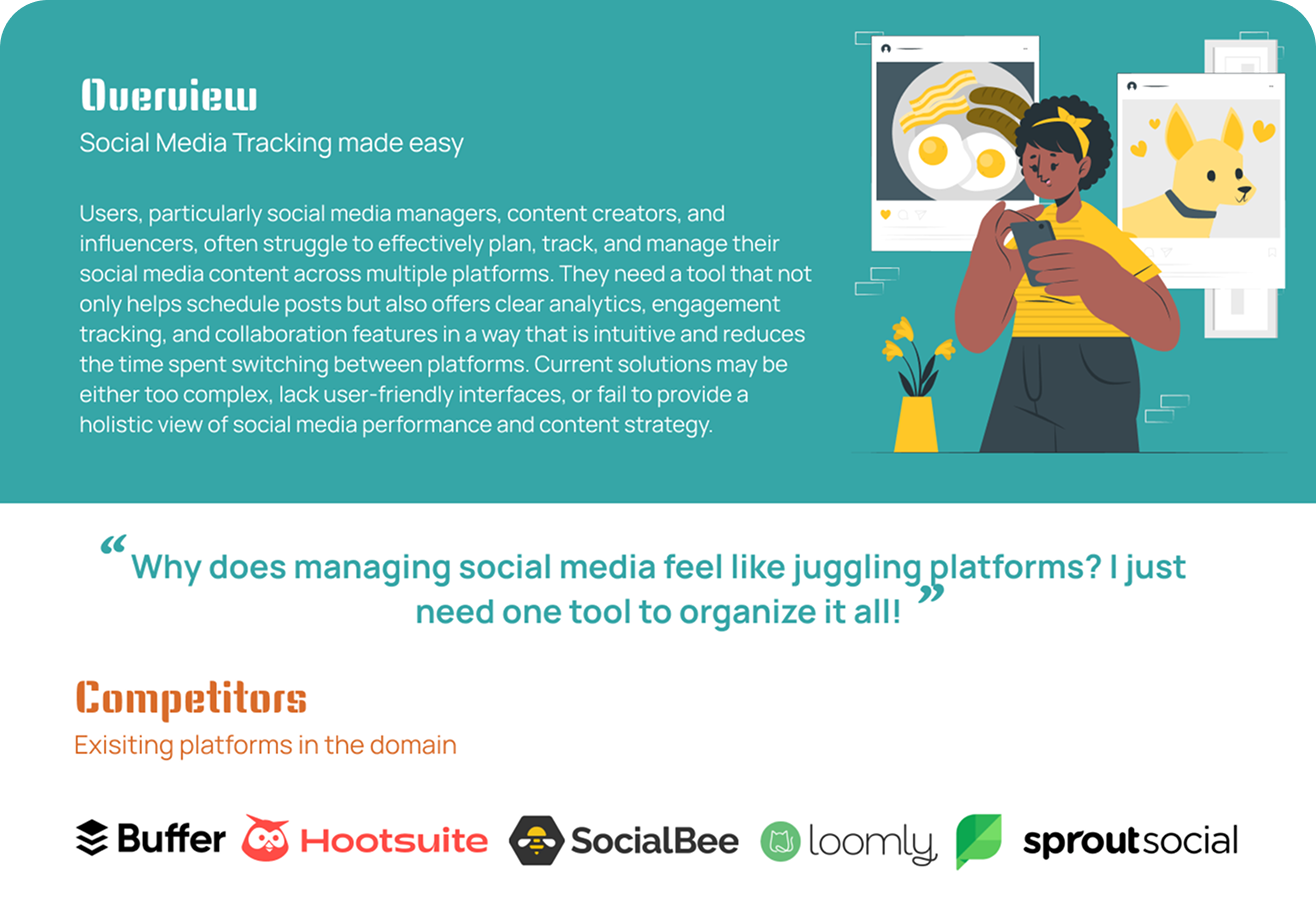 Overview
Social Media Tracking made easy
Users, particularly social media managers, content creators, and
influencers, often struggle to effectively plan, track, and manage their
social media content across multiple platforms. They need a tool that not
only helps schedule posts but also offers clear analytics, engagement
tracking, and collaboration features in a way that is intuitive and reduces
the time spent switching between platforms. Current solutions may be
either too complex, lack user-friendly interfaces, or fail to provide a
holistic view of social media performance and content strategy.
“Why does managing social media feel like juggling platforms? I just
need one tool to organize it all!”
Competitors
Exisiting platforms in the domain
Buffer Hootsuite SocialBee loomly sproutsocial